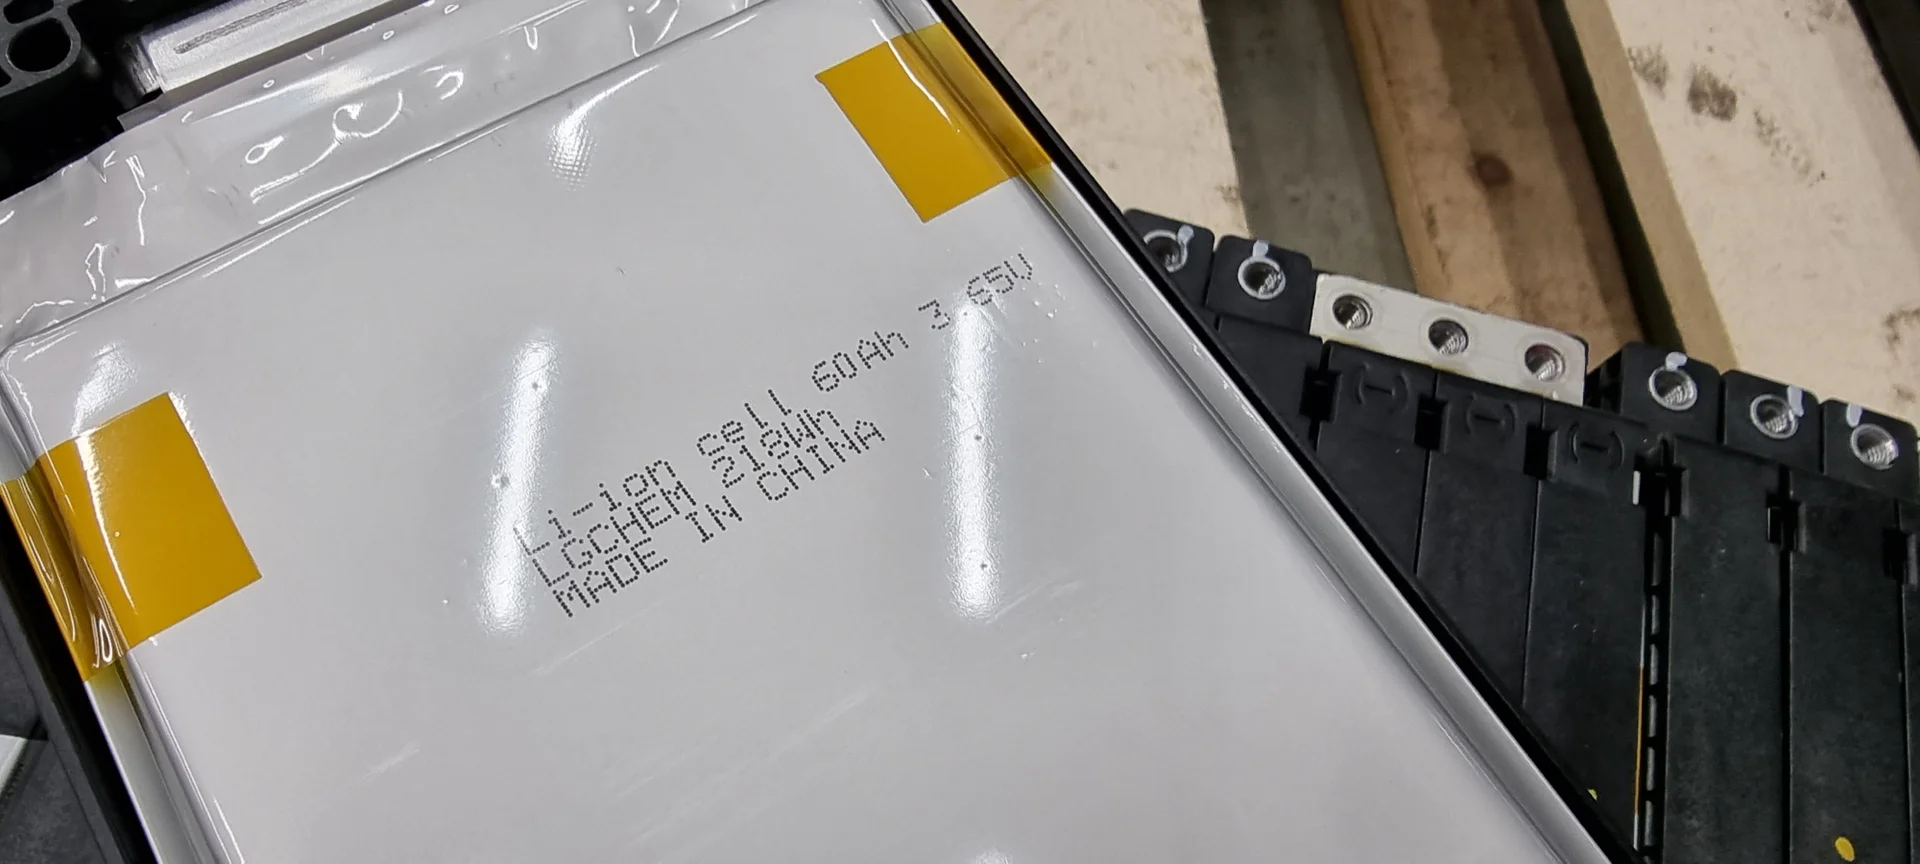 Li-ion cell 60Ah 3.65V
LGCHEM 218Wh
MADE IN CHINA
(-) (-) (-)